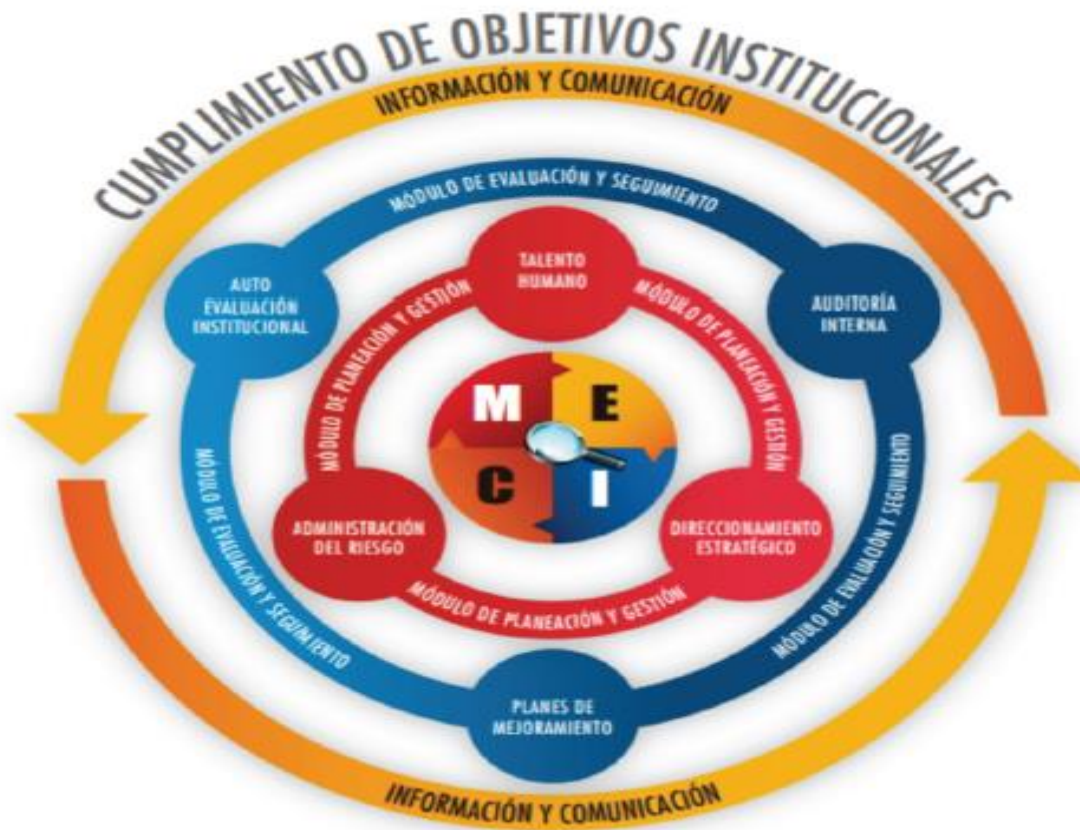 CUMPLIMIENTO DE OBJETIVOS INSTITUCIONALES
INFORMACIÓN Y COMUNICACIÓN
MÓDULO DE EVALUACIÓN Y SEGUIMIENTO
TALENTO
HUMANO
AUTO
EVALUACIÓN
INSTITUCIONAL
AUDITORÍA
INTERNA
MÓDULO DE PLANEACIÓN Y GESTIÓN
MÓDULO DE PLANEACIÓN Y GESTIÓN
M E
C I
ADMINISTRACIÓN
DEL RIESGO
DIRECCIONAMIENTO
ESTRATÉGICO
MÓDULO DE PLANEACIÓN Y GESTIÓN
MÓDULO DE EVALUACIÓN Y SEGUIMIENTO
MÓDULO DE EVALUACIÓN Y SEGUIMIENTO
PLANES DE
MEJORAMIENTO
INFORMACIÓN Y COMUNICACIÓN